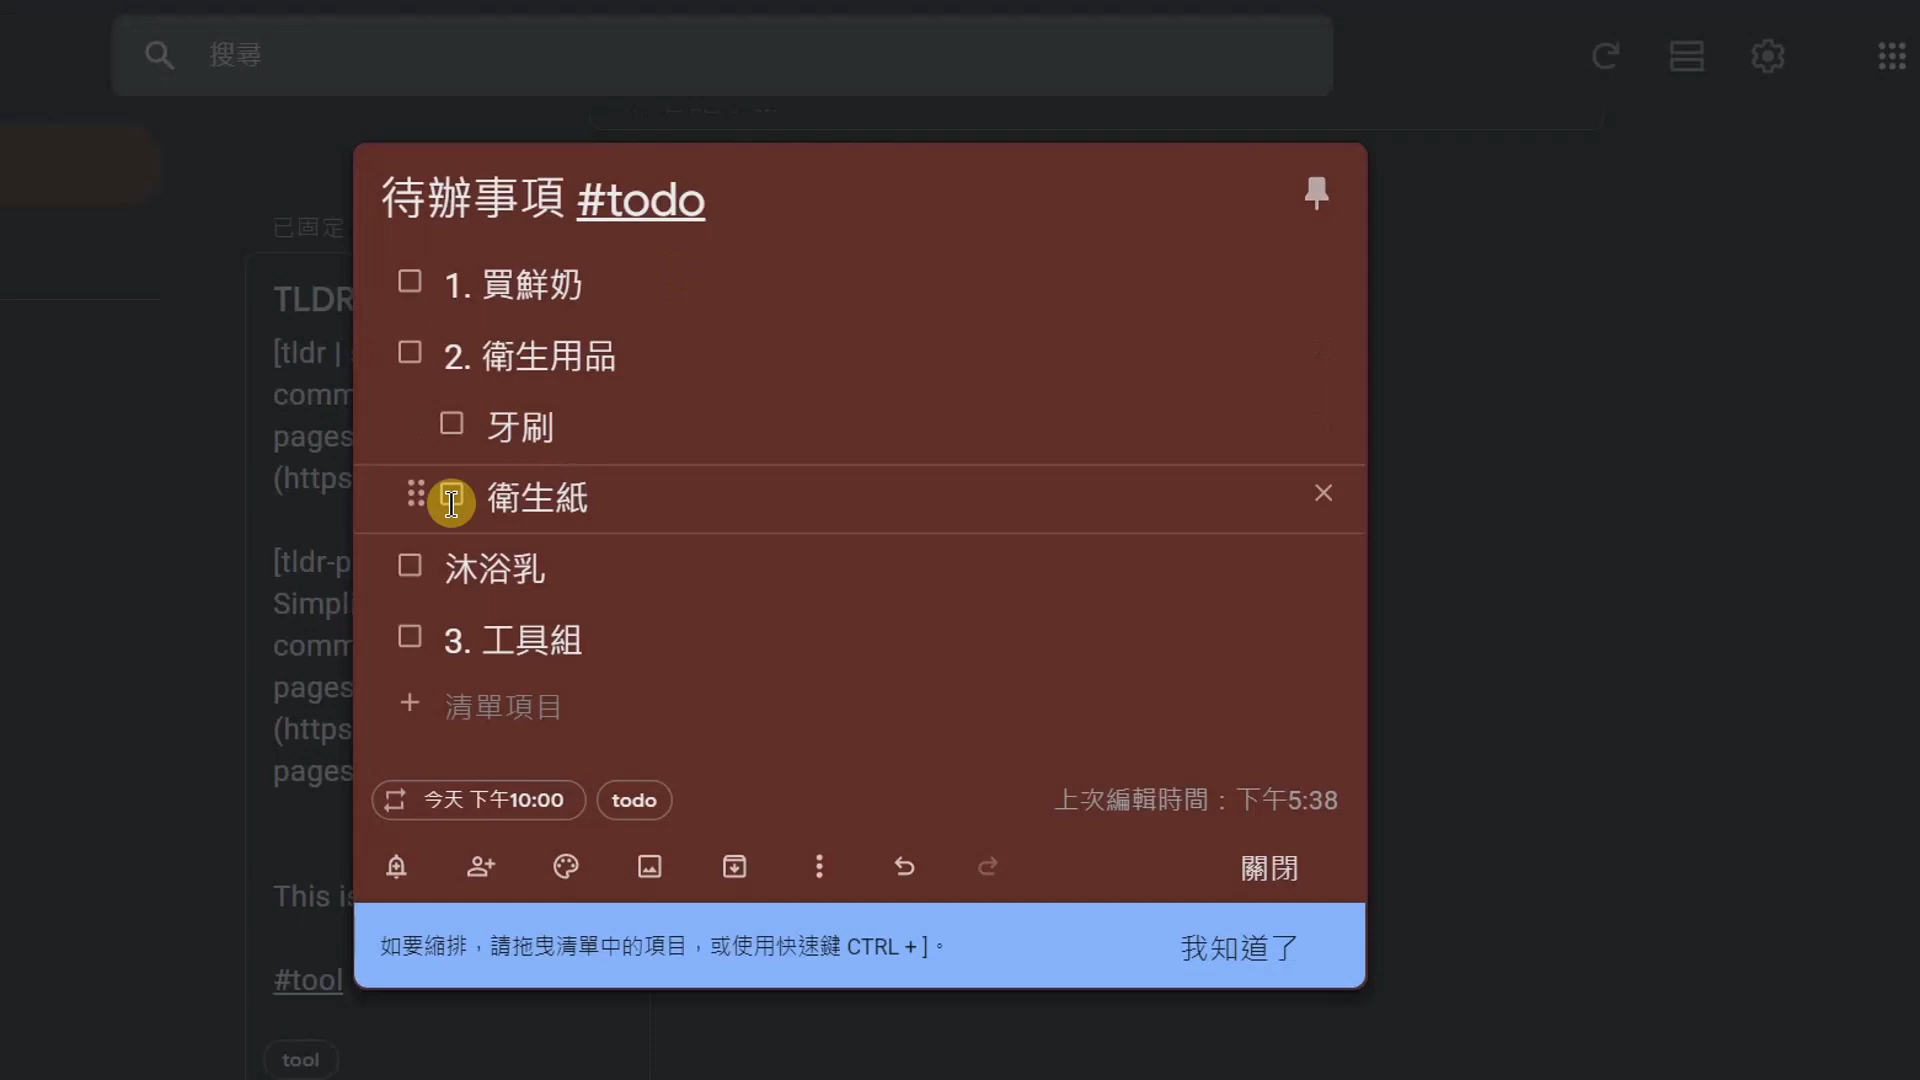 搜尋
已固定
待辦事項 #todo
1. 買鮮奶
2. 衛生用品
牙刷
衛生紙
沐浴乳
3. 工具組
清單項目
今天 下午10:00
todo
上次編輯時間：下午5:38
關閉
如要縮排，請拖曳清單中的項目，或使用快速鍵 CTRL + ]。
我知道了
TLDR
[tldr |
comm
pages
(https
[tldr-p
Simpli
comm
pages
(https
pages
This is
#tool
tool